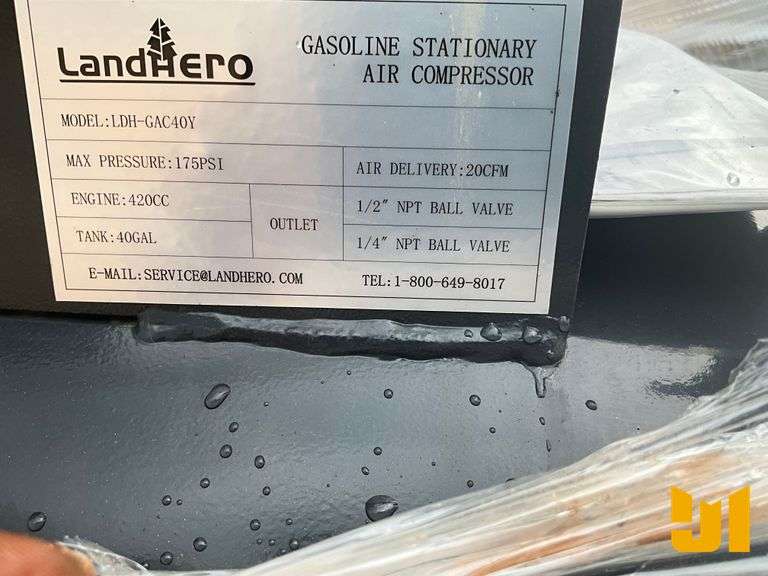 LandHero
GASOLINE STATIONARY
AIR COMPRESSOR
MODEL:LDH-GAC40Y
MAX PRESSURE:175PSI
AIR DELIVERY:20CFM
ENGINE:420CC
OUTLET
1/2″ NPT BALL VALVE
TANK:40GAL
1/4″ NPT BALL VALVE
E-MAIL:SERVICE@LANDHERO.COM
TEL:1-800-649-8017